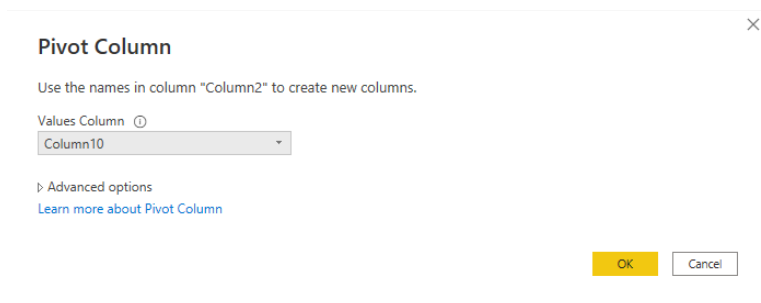 Pivot Column
Use the names in column "Column2" to create new columns.
Values Column
Column10
Advanced options
Learn more about Pivot Column
OK
Cancel